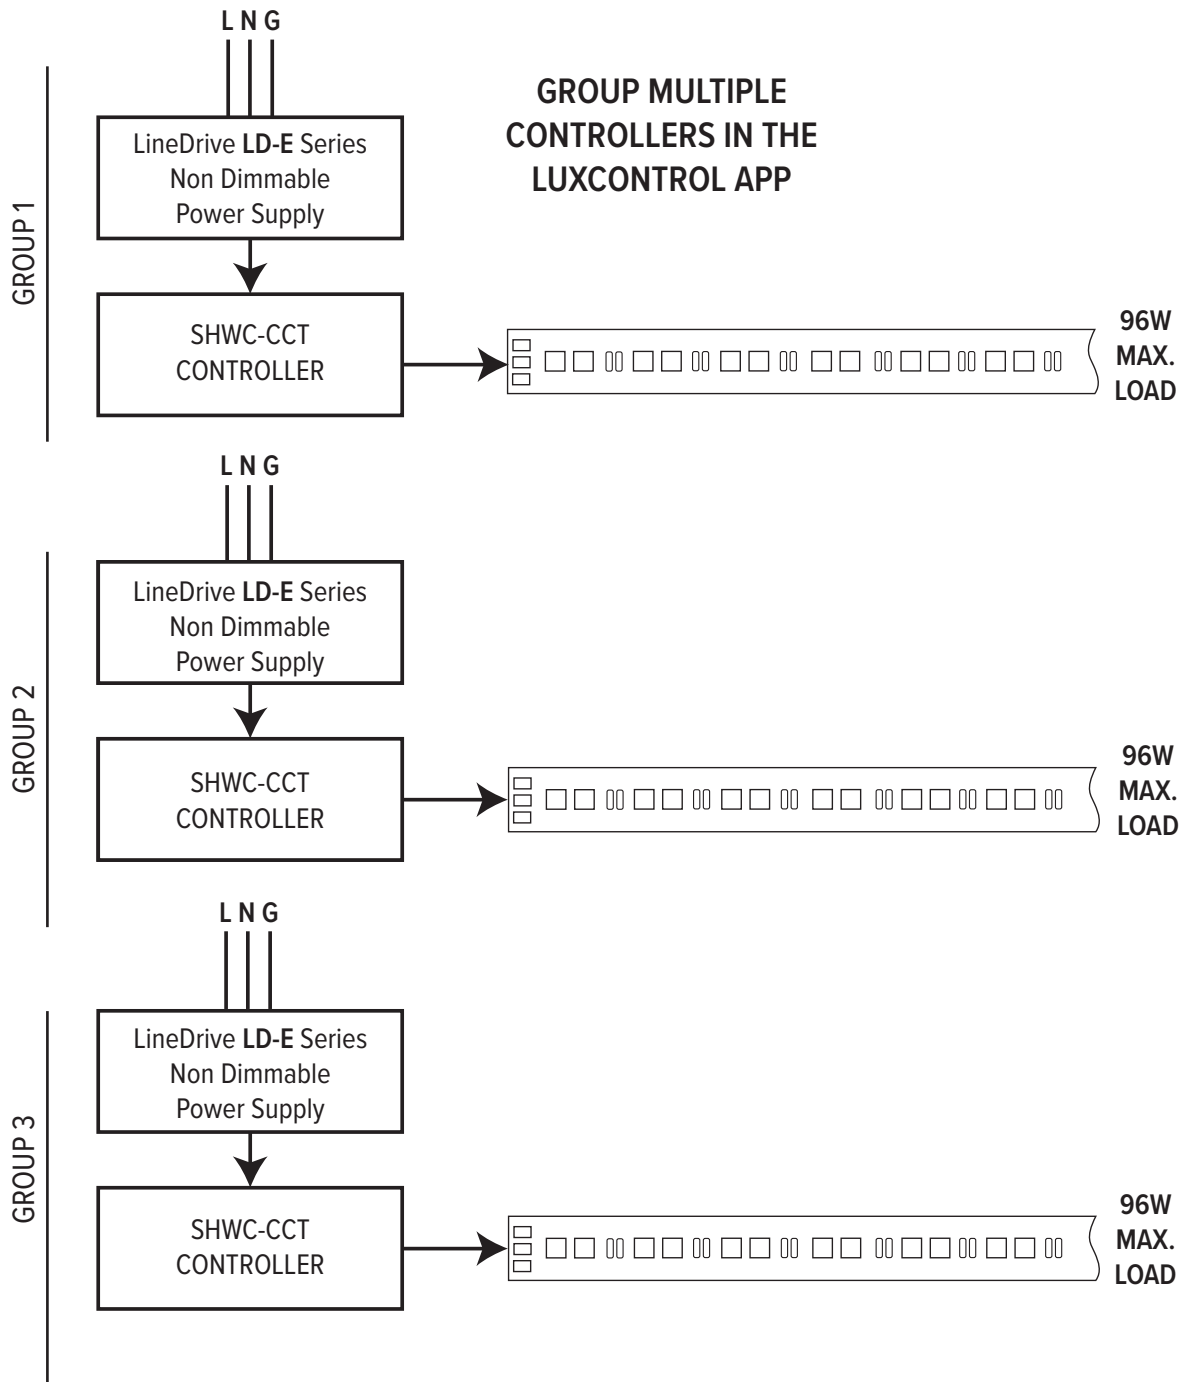 L N G
GROUP MULTIPLE
CONTROLLERS IN THE
LUXCONTROL APP
GROUP 1
LineDrive LD-E Series
Non Dimmable
Power Supply
SHWC-CCT
CONTROLLER
96W
MAX.
LOAD
L N G
GROUP 2
LineDrive LD-E Series
Non Dimmable
Power Supply
SHWC-CCT
CONTROLLER
96W
MAX.
LOAD
L N G
GROUP 3
LineDrive LD-E Series
Non Dimmable
Power Supply
SHWC-CCT
CONTROLLER
96W
MAX.
LOAD